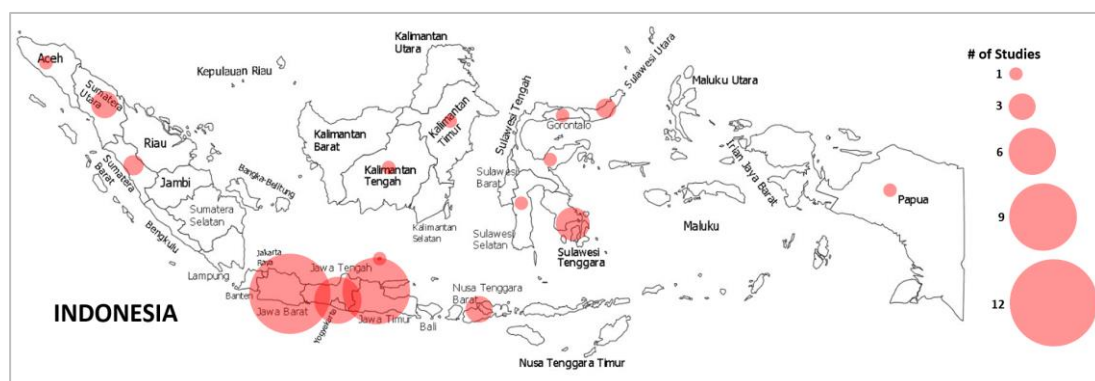 Kalimantan
Utara
Sulawesi Utara
# of Studies
Aceh
1
Kepulauan Riau
Maluku Utara
Sumatera
Utara
3
Sulawesi Tengah
Kalimantan
Timur
Gorontalo
Kalimantan
Barat
Riau
6
Irian Jaya Barat
Sumatera
Barat
Kalimantan
Tengah
Sulawesi
Barat
Jambi
Bangka-Belitung
Papua
Sumatera
Selatan
9
Kalimantan
Selatan
Maluku
Sulawesi
Selatan
Bengkulu
Sulawesi
Tenggara
Jakarta
Raya
Jawa Tengah
Lampung
Nusa Tenggara
Barat
Banten
12
INDONESIA
Jawa Barat
Yogyakarta
Jawa Timur
Bali
Nusa Tenggara Timur